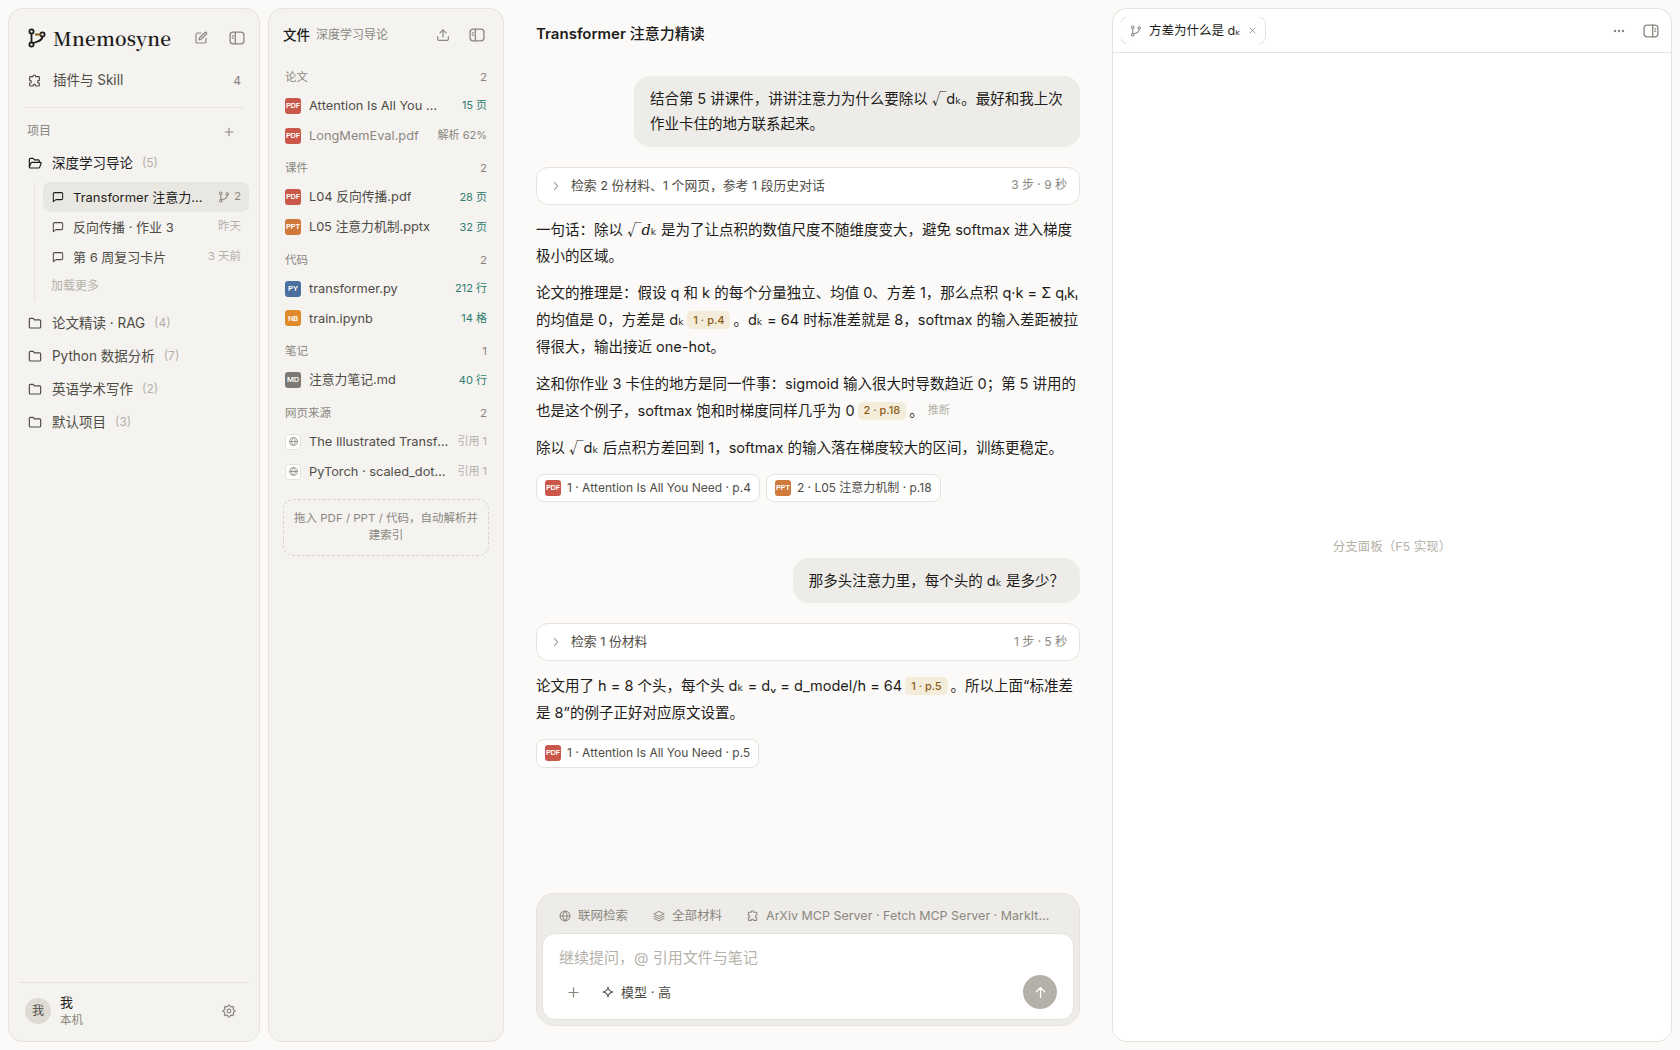 Mnemosyne
插件与 Skill 4
项目
深度学习导论 (5)
Transformer 注意力... 2
反向传播 · 作业 3 昨天
第 6 周复习卡片 3 天前
加载更多
论文精读 · RAG (4)
Python 数据分析 (7)
英语学术写作 (2)
默认项目 (3)
我 我
本机
文件 深度学习导论
论文 2
PDF Attention Is All You ... 15 页
PDF LongMemEval.pdf 解析 62%
课件 2
PDF L04 反向传播.pdf 28 页
PPT L05 注意力机制.pptx 32 页
代码 2
PY transformer.py 212 行
NB train.ipynb 14 格
笔记 1
MD 注意力笔记.md 40 行
网页来源 2
The Illustrated Transf... 引用 1
PyTorch · scaled_dot... 引用 1
拖入 PDF / PPT / 代码，自动解析并
建索引
Transformer 注意力精读
结合第 5 讲课件，讲讲注意力为什么要除以 √dₖ。最好和我上次
作业卡住的地方联系起来。
检索 2 份材料、1 个网页，参考 1 段历史对话 3 步 · 9 秒
一句话：除以 √dₖ 是为了让点积的数值尺度不随维度变大，避免 softmax 进入梯度
极小的区域。
论文的推理是：假设 q 和 k 的每个分量独立、均值 0、方差 1，那么点积 q·k = Σ qᵢkᵢ
的均值是 0，方差是 dₖ 1 · p.4 。dₖ = 64 时标准差就是 8，softmax 的输入差距被拉
得很大，输出接近 one-hot。
这和你作业 3 卡住的地方是同一件事：sigmoid 输入很大时导数趋近 0；第 5 讲用的
也是这个例子，softmax 饱和时梯度同样几乎为 0 2 · p.18 。 推断
除以 √dₖ 后点积方差回到 1，softmax 的输入落在梯度较大的区间，训练更稳定。
PDF 1 · Attention Is All You Need · p.4 PPT 2 · L05 注意力机制 · p.18
那多头注意力里，每个头的 dₖ 是多少？
检索 1 份材料 1 步 · 5 秒
论文用了 h = 8 个头，每个头 dₖ = dᵥ = d_model/h = 64 1 · p.5 。所以上面“标准差
是 8”的例子正好对应原文设置。
PDF 1 · Attention Is All You Need · p.5
联网检索 全部材料 ArXiv MCP Server · Fetch MCP Server · MarkIt...
继续提问，@ 引用文件与笔记
模型 · 高
方差为什么是 dₖ
分支面板（F5 实现）